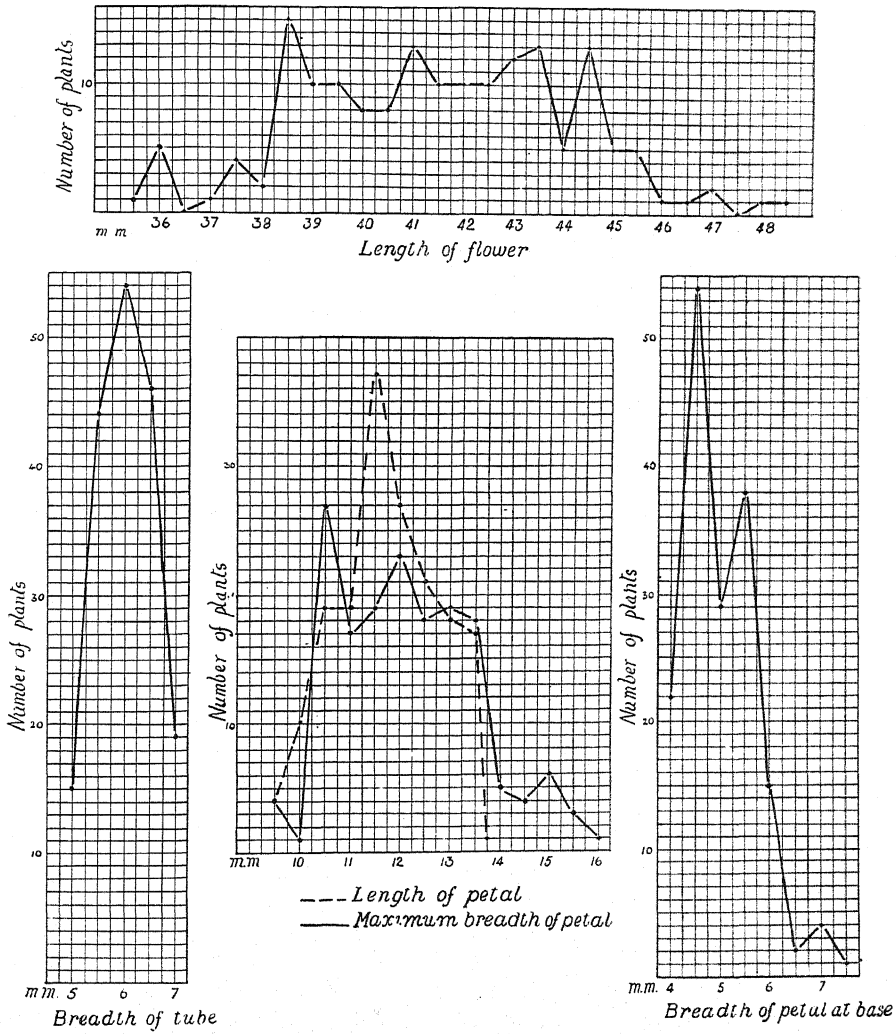 Number of plants
10
m m 36 37 38 39 40 41 42 43 44 45 46 47 48
Length of flower
Number of plants
50
40
30
20
10
m m. 5 6 7
Breadth of tube
Number of plants
30
10
m.m 10 11 12 13 14 15 16
Length of petal
Maximum breadth of petal
Number of plants
50
40
30
20
10
m.m. 4 5 6 7
Breadth of petal at base